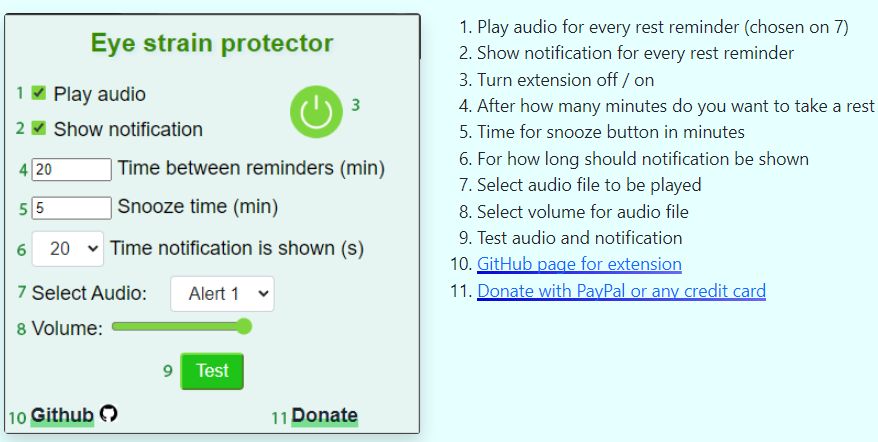 Eye strain protector
1 Play audio
3
2 Show notification
4 20 Time between reminders (min)
5 5 Snooze time (min)
6 20 Time notification is shown (s)
7 Select Audio: Alert 1
8 Volume:
9 Test
10 Github
11 Donate
1. Play audio for every rest reminder (chosen on 7)
2. Show notification for every rest reminder
3. Turn extension off / on
4. After how many minutes do you want to take a rest
5. Time for snooze button in minutes
6. For how long should notification be shown
7. Select audio file to be played
8. Select volume for audio file
9. Test audio and notification
10. GitHub page for extension
11. Donate with PayPal or any credit card